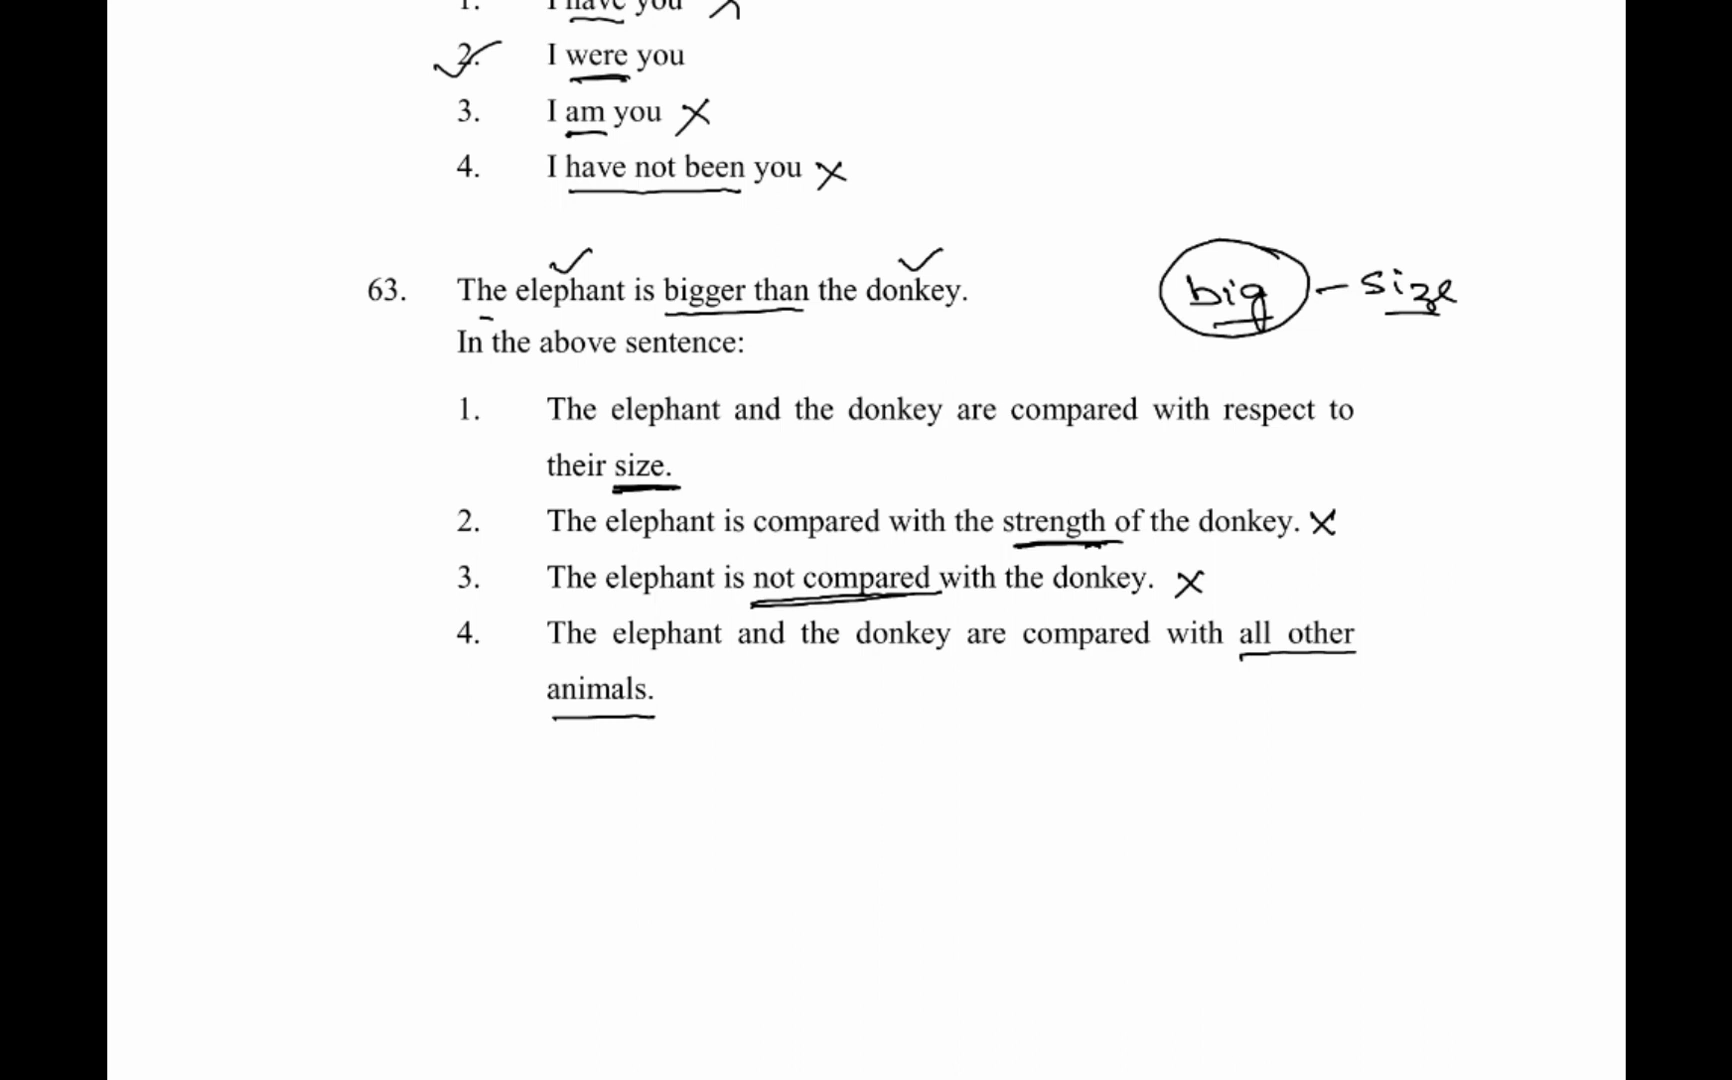 1. I have you
2. I were you
3. I am you
4. I have not been you
63. The elephant is bigger than the donkey. big - size
In the above sentence:
1. The elephant and the donkey are compared with respect to
their size.
2. The elephant is compared with the strength of the donkey.
3. The elephant is not compared with the donkey.
4. The elephant and the donkey are compared with all other
animals.